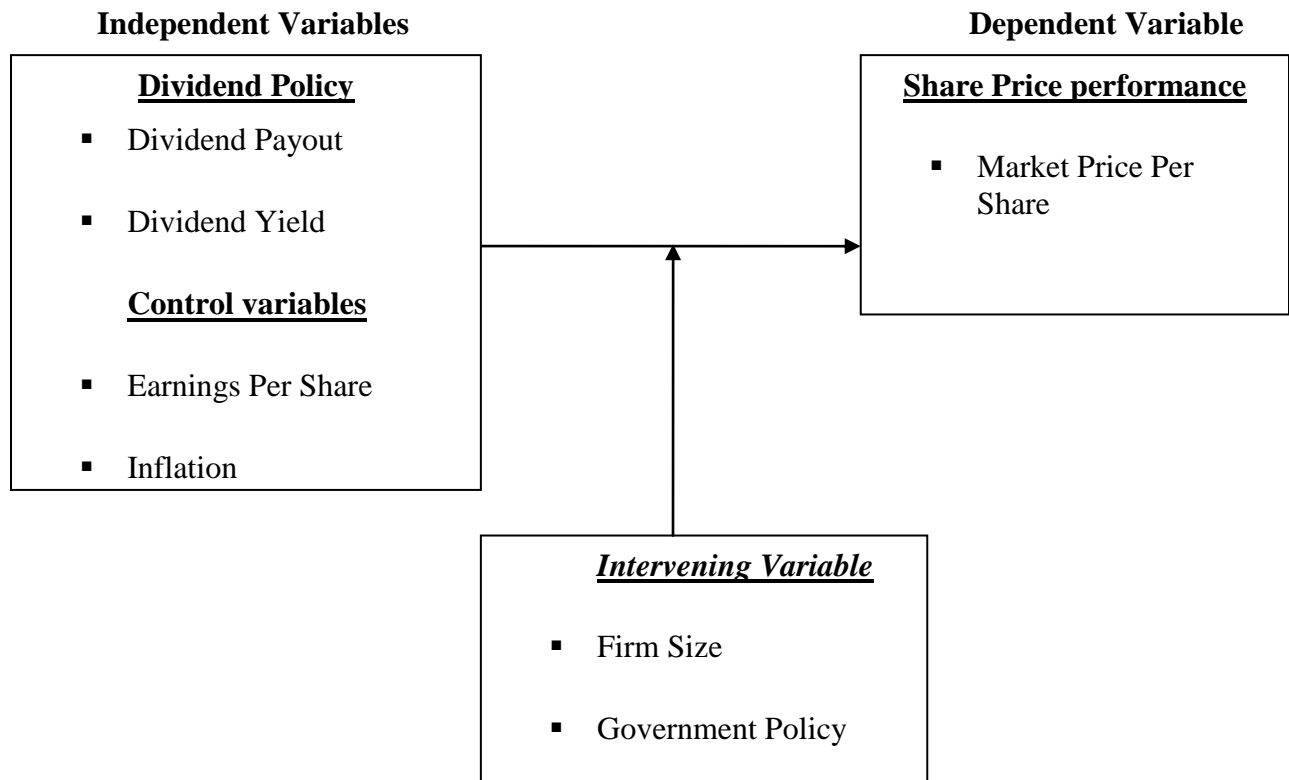 Independent Variables
Dependent Variable
Dividend Policy
▪ Dividend Payout
▪ Dividend Yield
Control variables
▪ Earnings Per Share
▪ Inflation
Share Price performance
▪ Market Price Per
Share
Intervening Variable
▪ Firm Size
▪ Government Policy